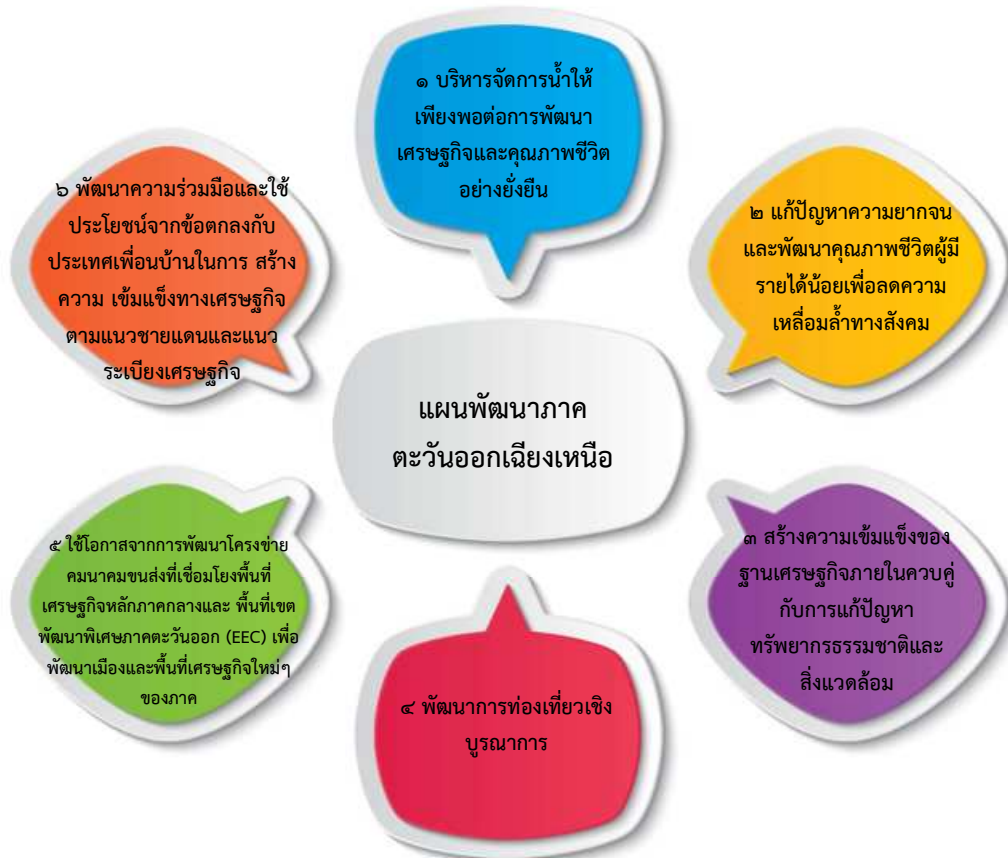 ๑ บริหารจัดการน้ำให้
เพียงพอต่อการพัฒนา
เศรษฐกิจและคุณภาพชีวิต
อย่างยั่งยืน
๒ แก้ปัญหาความยากจน
และพัฒนาคุณภาพชีวิตผู้มี
รายได้น้อยเพื่อลดความ
เหลื่อมล้ำทางสังคม
๓ สร้างความเข้มแข็งของ
ฐานเศรษฐกิจภายในควบคู่
กับการแก้ปัญหา
ทรัพยากรธรรมชาติและ
สิ่งแวดล้อม
๔ พัฒนาการท่องเที่ยวเชิง
บูรณาการ
๕ ใช้โอกาสจากการพัฒนาโครงข่าย
คมนาคมขนส่งที่เชื่อมโยงพื้นที่
เศรษฐกิจหลักภาคกลางและ พื้นที่เขต
พัฒนาพิเศษภาคตะวันออก (EEC) เพื่อ
พัฒนาเมืองและพื้นที่เศรษฐกิจใหม่ๆ
ของภาค
๖ พัฒนาความร่วมมือและใช้
ประโยชน์จากข้อตกลงกับ
ประเทศเพื่อนบ้านในการ สร้าง
ความ เข้มแข็งทางเศรษฐกิจ
ตามแนวชายแดนและแนว
ระเบียงเศรษฐกิจ
แผนพัฒนาภาค
ตะวันออกเฉียงเหนือ